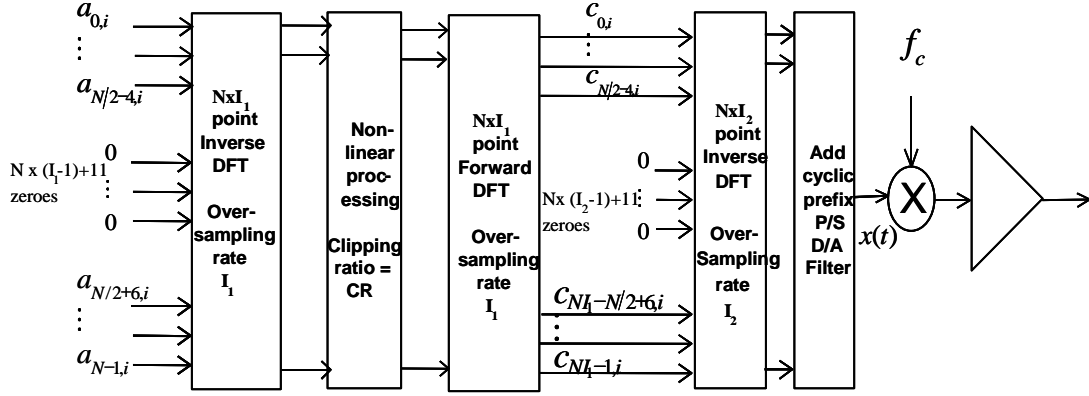 a0,i
⋮
aN/2−4,i
N x (I1-1)+11
zeroes
0
⋮
0
aN/2+6,i
⋮
aN−1,i
NxI1
point
Inverse
DFT
Over-
sampling
rate
I1
Non-
linear
proc-
essing
Clipping
ratio =
CR
NxI1
point
Forward
DFT
Over-
sampling
rate
I1
c0,i
⋮
cN/2−4,i
0
Nx (I2-1)+11
⋮
zeroes
0
cNI1−N/2+6,i
⋮
cNI1−1,i
NxI2
point
Inverse
DFT
Over-
Sampling
rate
I2
Add
cyclic
prefix
P/S
D/A
Filter
x(t)
fc
X